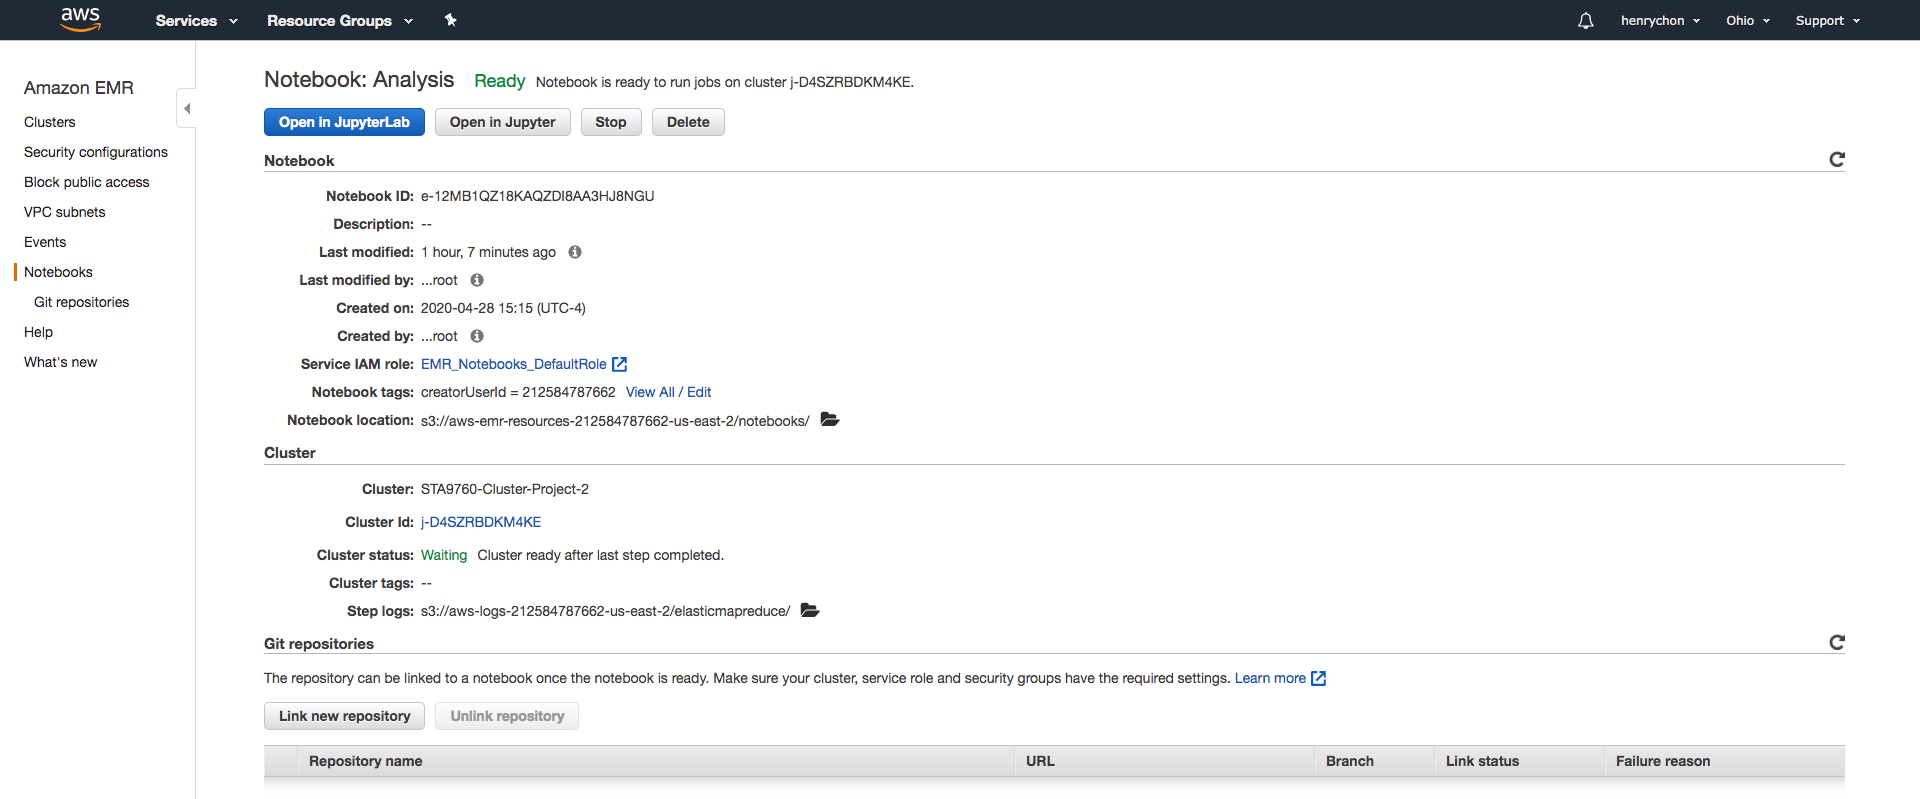 aws Services Resource Groups henrychon Ohio Support
Amazon EMR
Clusters
Security configurations
Block public access
VPC subnets
Events
Notebooks
Git repositories
Help
What's new
Notebook: Analysis Ready Notebook is ready to run jobs on cluster j-D4SZRBDKM4KE.
Open in JupyterLab Open in Jupyter Stop Delete
Notebook
Notebook ID: e-12MB1QZ18KAQZDI8AA3HJ8NGU
Description: --
Last modified: 1 hour, 7 minutes ago
Last modified by: ...root
Created on: 2020-04-28 15:15 (UTC-4)
Created by: ...root
Service IAM role: EMR_Notebooks_DefaultRole
Notebook tags: creatorUserId = 212584787662 View All / Edit
Notebook location: s3://aws-emr-resources-212584787662-us-east-2/notebooks/
Cluster
Cluster: STA9760-Cluster-Project-2
Cluster Id: j-D4SZRBDKM4KE
Cluster status: Waiting Cluster ready after last step completed.
Cluster tags: --
Step logs: s3://aws-logs-212584787662-us-east-2/elasticmapreduce/
Git repositories
The repository can be linked to a notebook once the notebook is ready. Make sure your cluster, service role and security groups have the required settings. Learn more
Link new repository Unlink repository
Repository name URL Branch Link status Failure reason